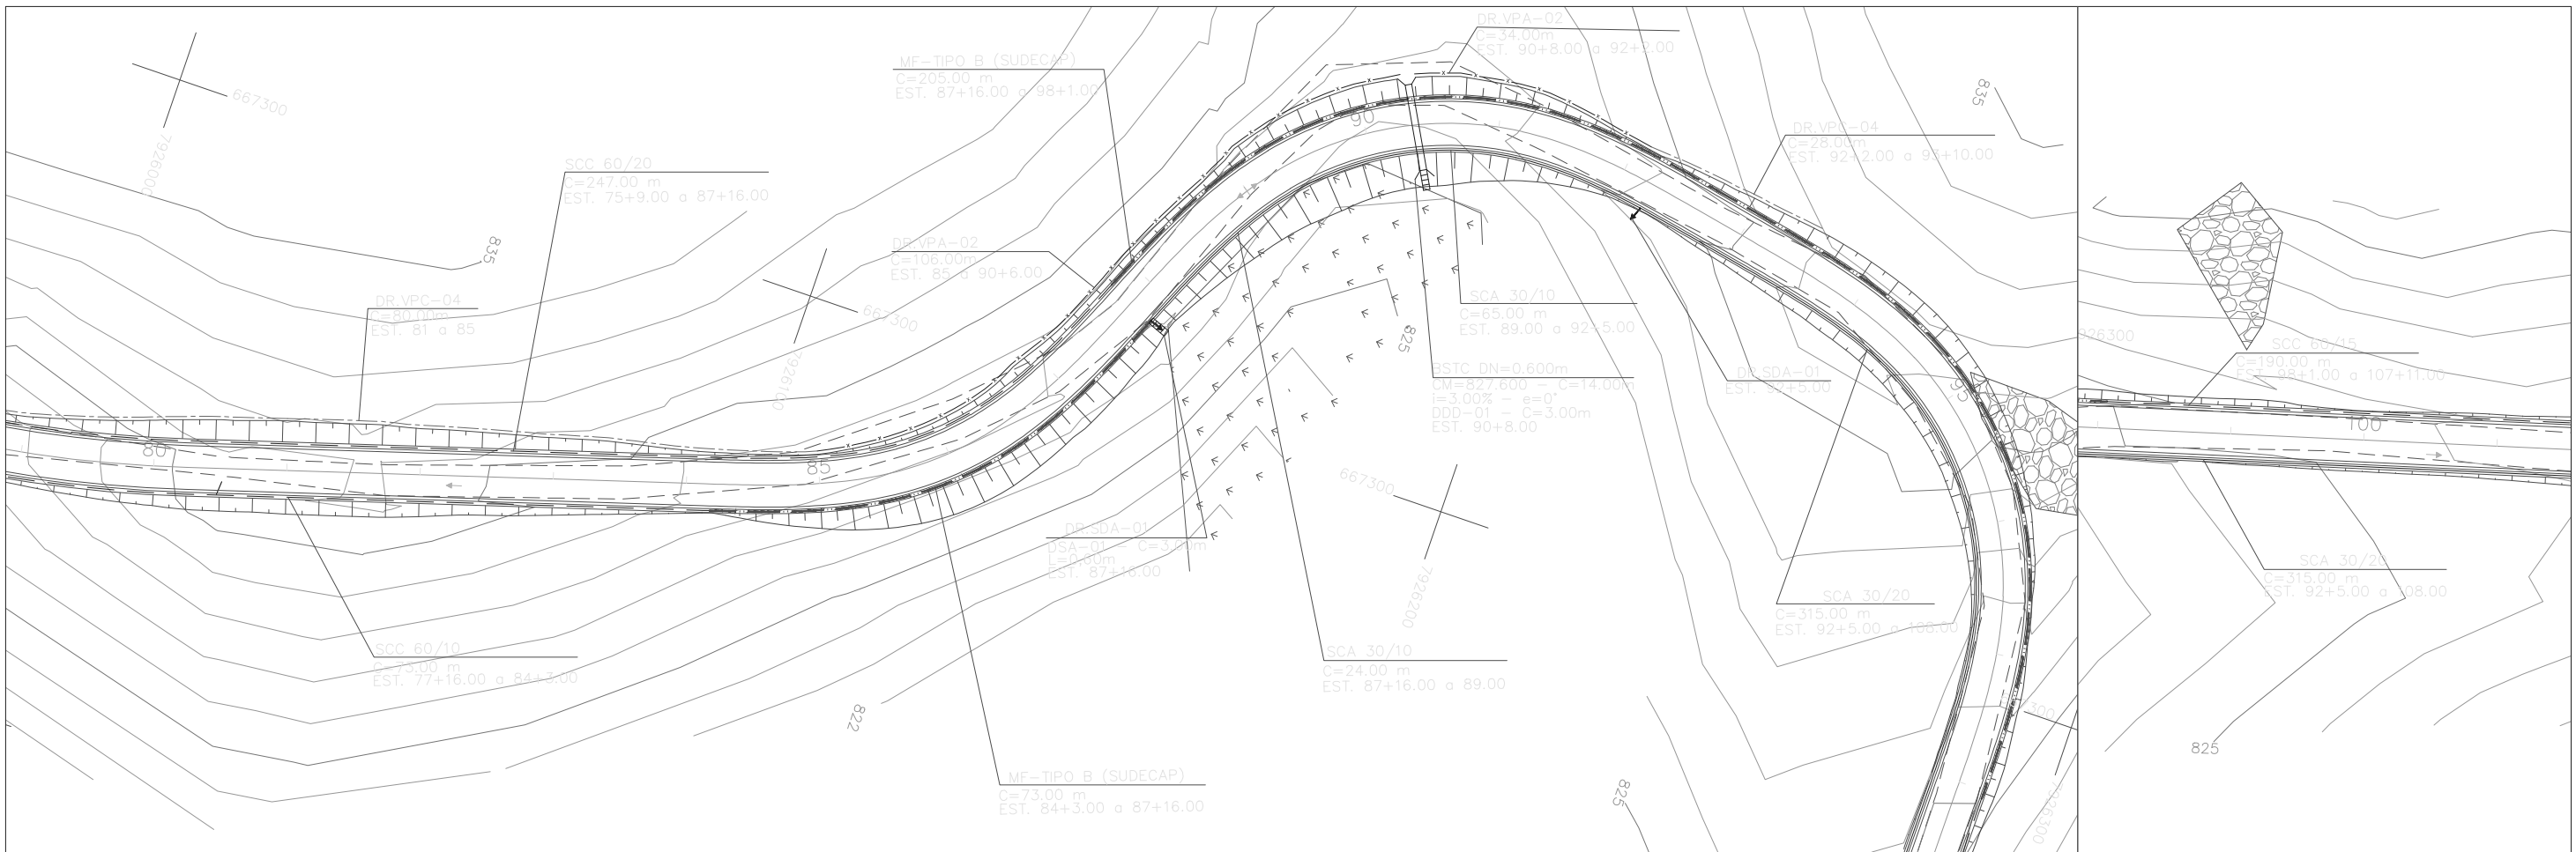 DR.VPA-02
C=34.00m
EST. 90+8.00 a 92+2.00
MF-TIPO B (SUDECAP)
C=205.00 m
EST. 87+16.00 a 98+1.00
667300
7926000
835
835
DR.VPC-04
C=28.00m
EST. 92+2.00 a 93+10.00
SCC 60/20
C=247.00 m
EST. 75+9.00 a 87+16.00
90
DR.VPA-02
C=106.00m
EST. 85 a 90+6.00
835
DR.VPC-04
C=80.00m
EST. 81 a 85
667300
7926100
SCA 30/10
C=65.00 m
EST. 89.00 a 92+5.00
825
BSTC DN=0.600m
CM=827.600 - C=14.00m
i=3.00% - e=0°
DDD-01 - C=3.00m
EST. 90+8.00
DR.SDA-01
EST. 92+5.00
95
926300
SCC 60/15
C=190.00 m
EST. 98+1.00 a 107+11.00
100
80
85
667300
7926200
DR.SDA-01
DSA-01 - C=3.00m
L=0.60m
EST. 87+16.00
SCA 30/20
C=315.00 m
EST. 92+5.00 a 108.00
SCA 30/20
C=315.00 m
EST. 92+5.00 a 108.00
SCC 60/10
C=73.00 m
EST. 77+16.00 a 84+3.00
SCA 30/10
C=24.00 m
EST. 87+16.00 a 89.00
822
300
825
MF-TIPO B (SUDECAP)
C=73.00 m
EST. 84+3.00 a 87+16.00
825
7926300